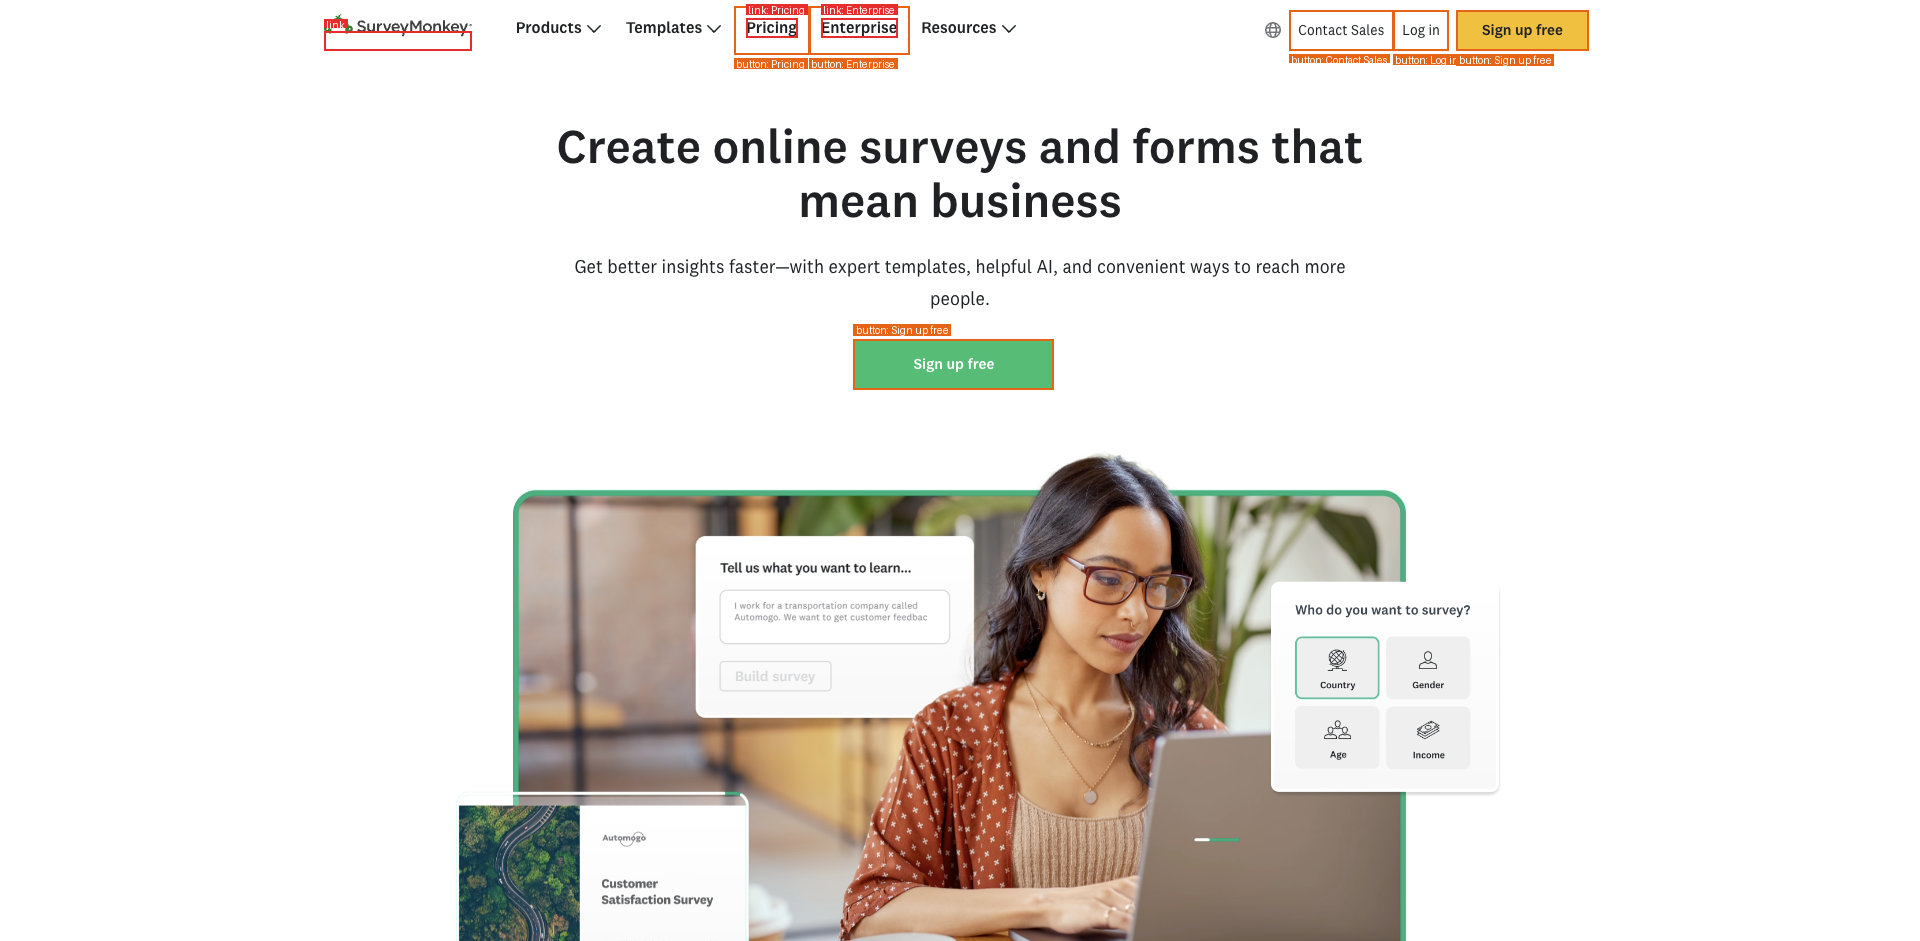 link
SurveyMonkey
Products
Templates
link: Pricing
Pricing
button: Pricing
link: Enterprise
Enterprise
button: Enterprise
Resources
Contact Sales
button: Contact Sales
Log in
button: Log in
Sign up free
button: Sign up free
Create online surveys and forms that
mean business
Get better insights faster—with expert templates, helpful AI, and convenient ways to reach more
people.
button: Sign up free
Sign up free
Tell us what you want to learn...
I work for a transportation company called
Automogo. We want to get customer feedbac
Build survey
Who do you want to survey?
Country
Gender
Age
Income
Automogo
Customer
Satisfaction Survey